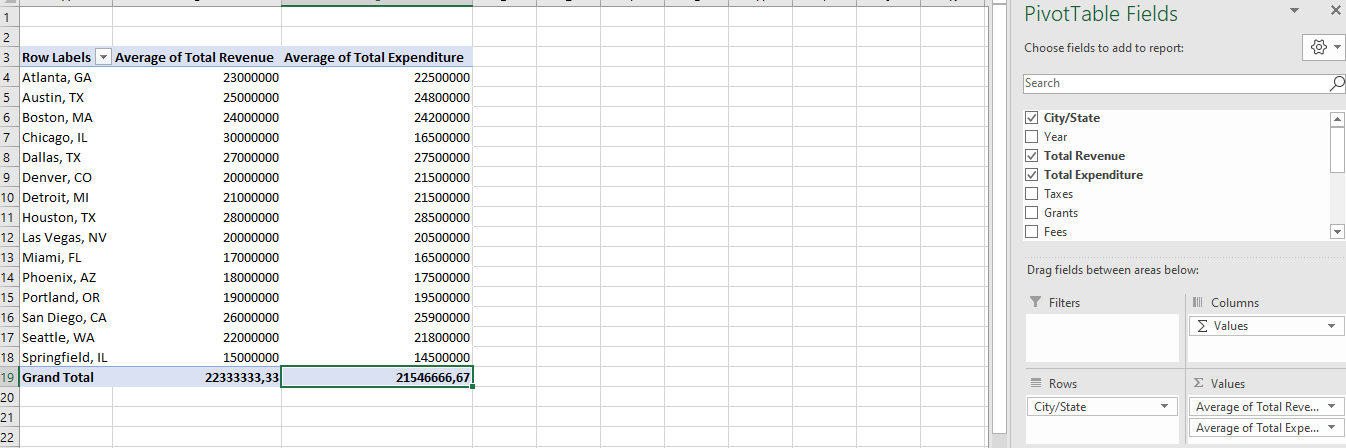 PivotTable Fields
Choose fields to add to report:
Search
1
2
3 Row Labels Average of Total Revenue Average of Total Expenditure
4 Atlanta, GA 23000000 22500000
5 Austin, TX 25000000 24800000
6 Boston, MA 24000000 24200000
7 Chicago, IL 30000000 16500000
8 Dallas, TX 27000000 27500000
9 Denver, CO 20000000 21500000
10 Detroit, MI 21000000 21500000
11 Houston, TX 28000000 28500000
12 Las Vegas, NV 20000000 20500000
13 Miami, FL 17000000 16500000
14 Phoenix, AZ 18000000 17500000
15 Portland, OR 19000000 19500000
16 San Diego, CA 26000000 25900000
17 Seattle, WA 22000000 21800000
18 Springfield, IL 15000000 14500000
19 Grand Total 22333333,33 21546666,67
20
21
22
City/State
Year
Total Revenue
Total Expenditure
Taxes
Grants
Fees
Drag fields between areas below:
Filters
Columns
Σ Values
Rows
City/State
Σ Values
Average of Total Reve...
Average of Total Expe...